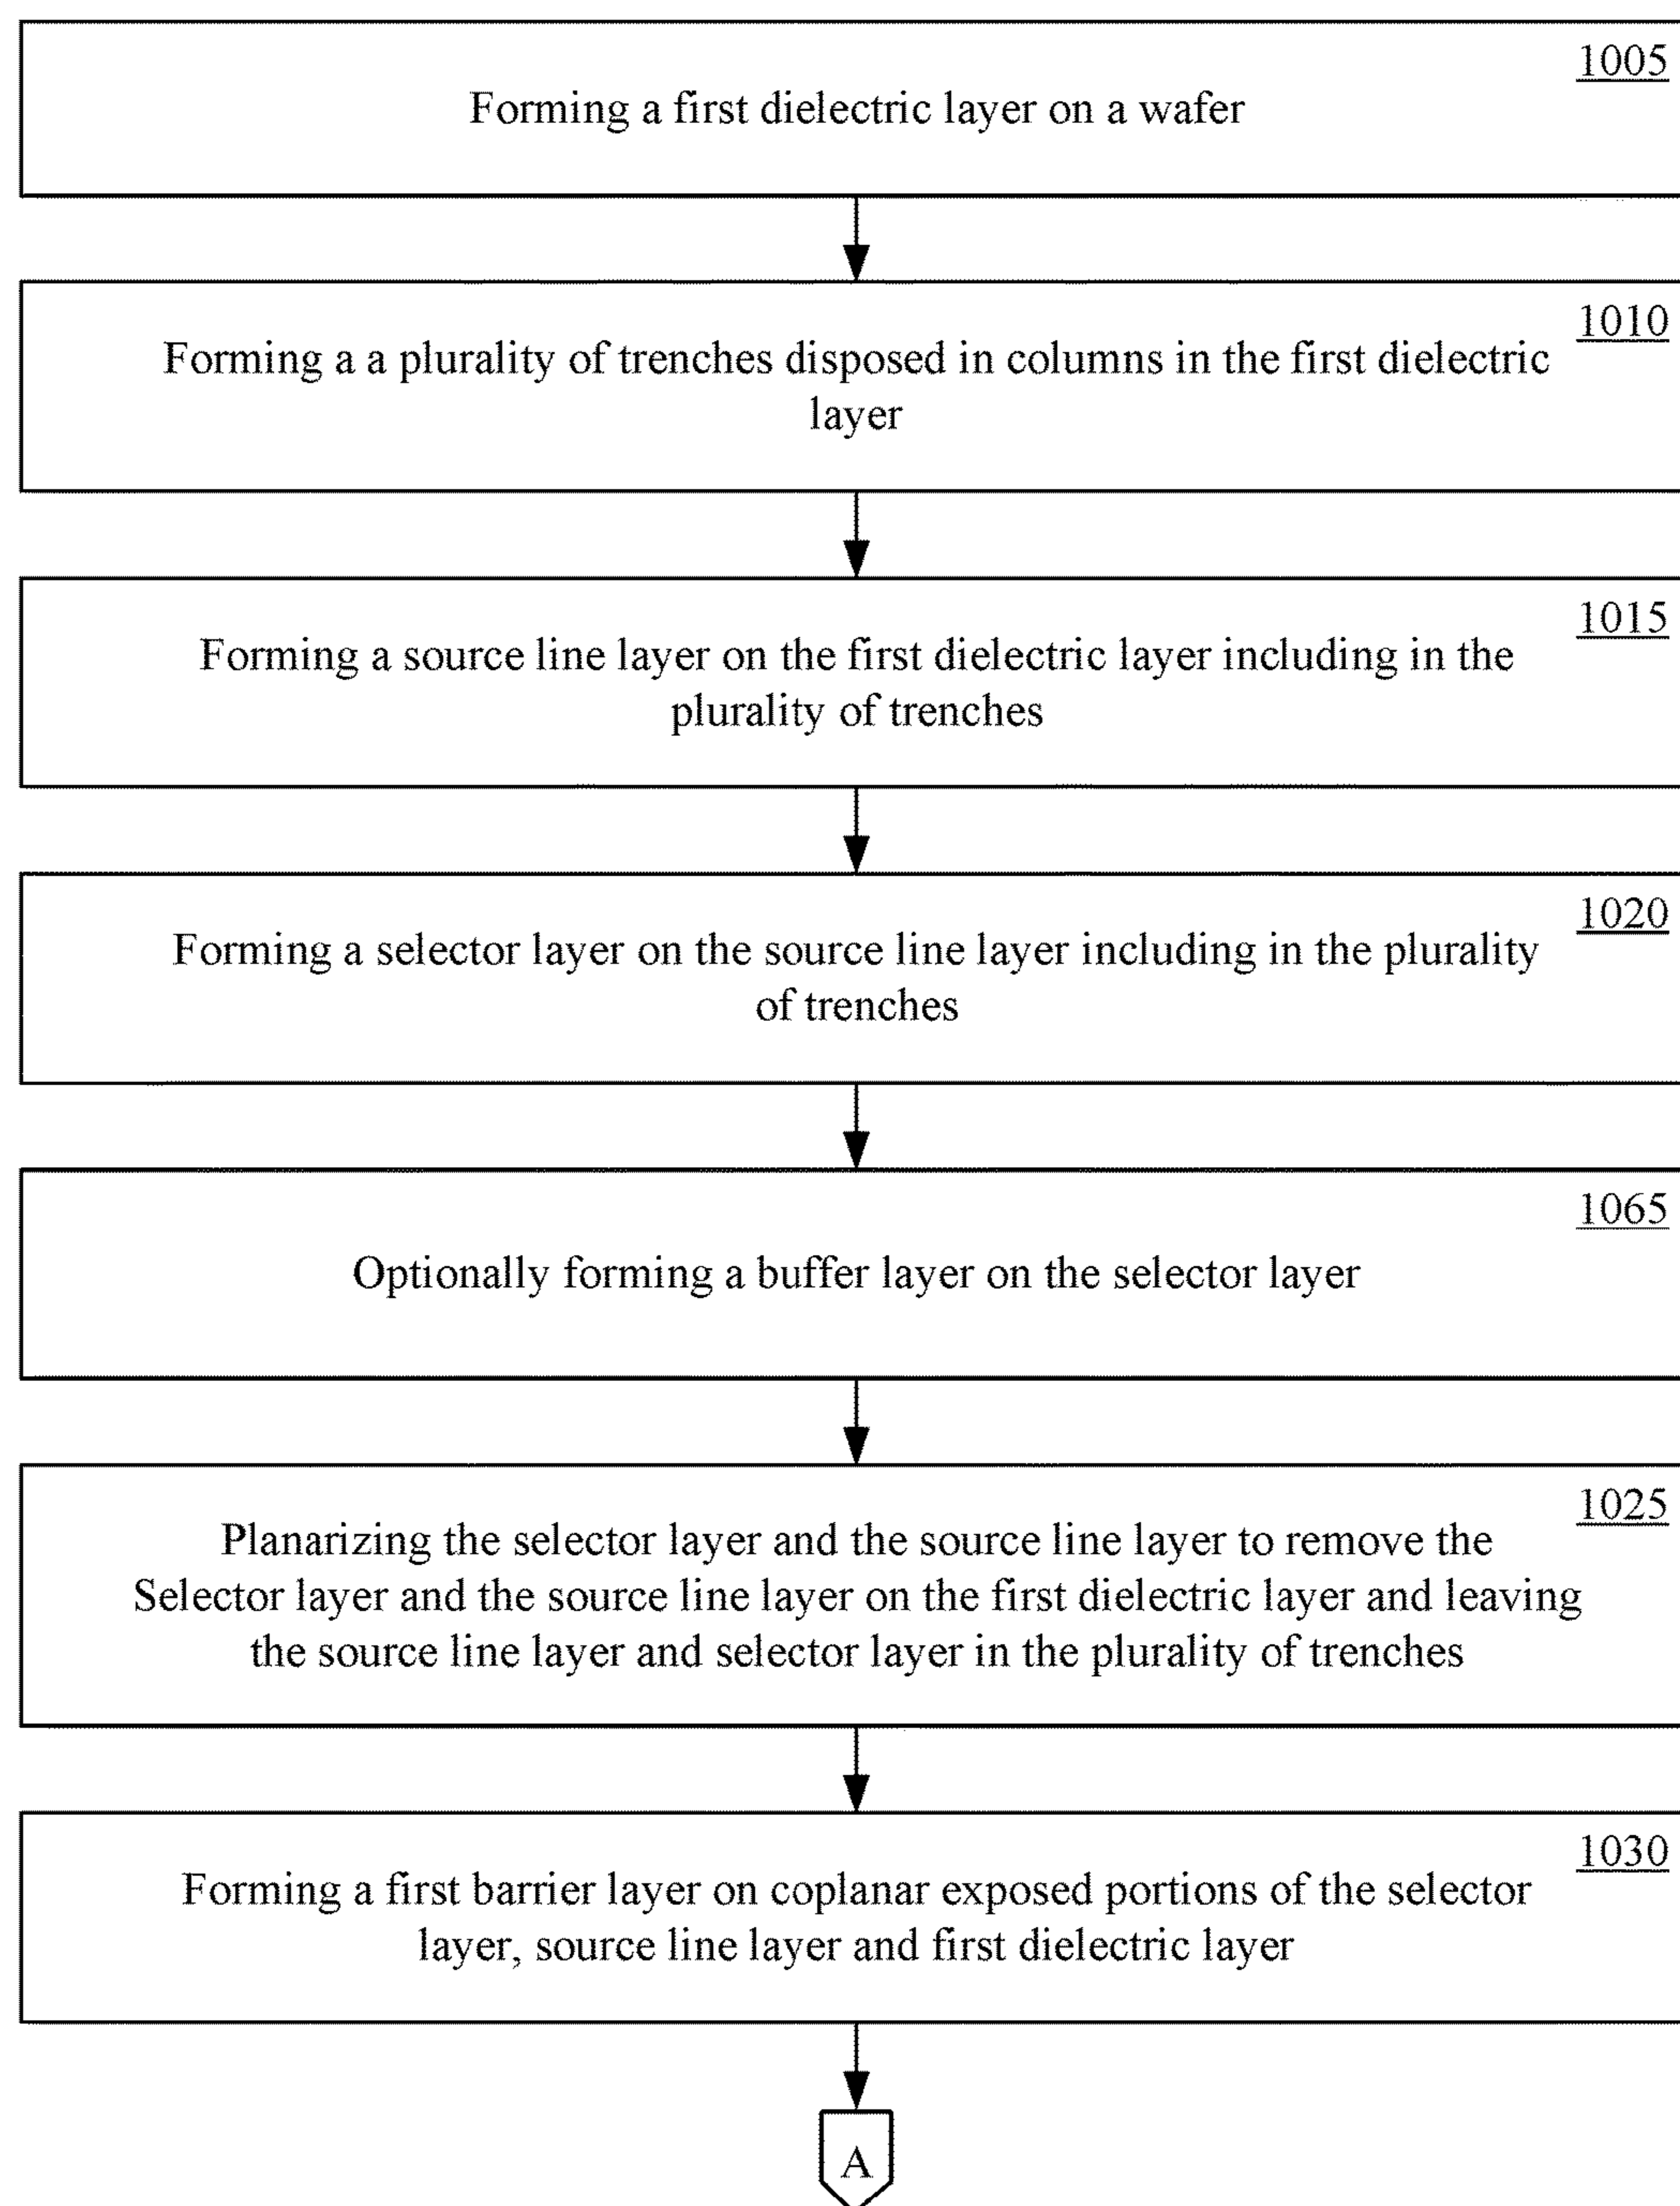 1005
Forming a first dielectric layer on a wafer
1010
Forming a a plurality of trenches disposed in columns in the first dielectric
layer
1015
Forming a source line layer on the first dielectric layer including in the
plurality of trenches
1020
Forming a selector layer on the source line layer including in the plurality
of trenches
1065
Optionally forming a buffer layer on the selector layer
1025
Planarizing the selector layer and the source line layer to remove the
Selector layer and the source line layer on the first dielectric layer and leaving
the source line layer and selector layer in the plurality of trenches
1030
Forming a first barrier layer on coplanar exposed portions of the selector
layer, source line layer and first dielectric layer
A